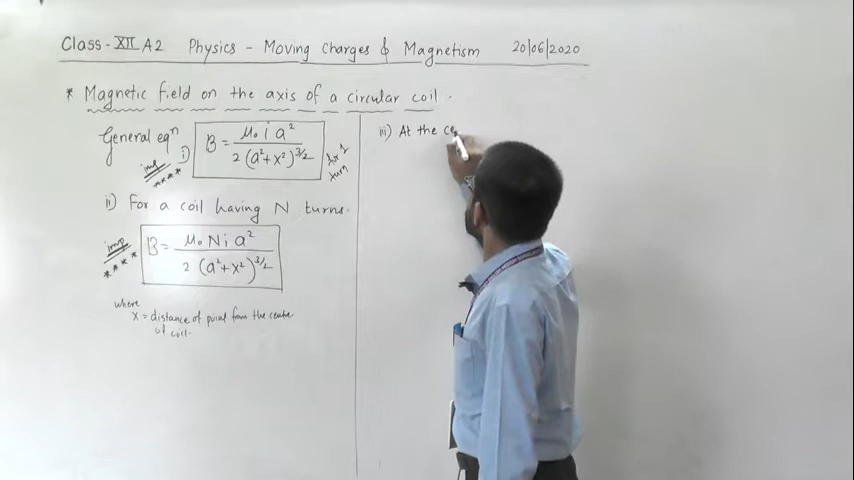 Class - XII A2 Physics - Moving Charges & Magnetism 20/06/2020
* Magnetic field on the axis of a circular coil.
General eqⁿ
i) B = μ₀ i a² / 2 (a² + x²)^3/2
imp
****
for 1
turn
ii) For a coil having N turns.
imp
****
B = μ₀ N i a² / 2 (a² + x²)^3/2
where
x = distance of point from the centre
of coil.
iii) At the ce